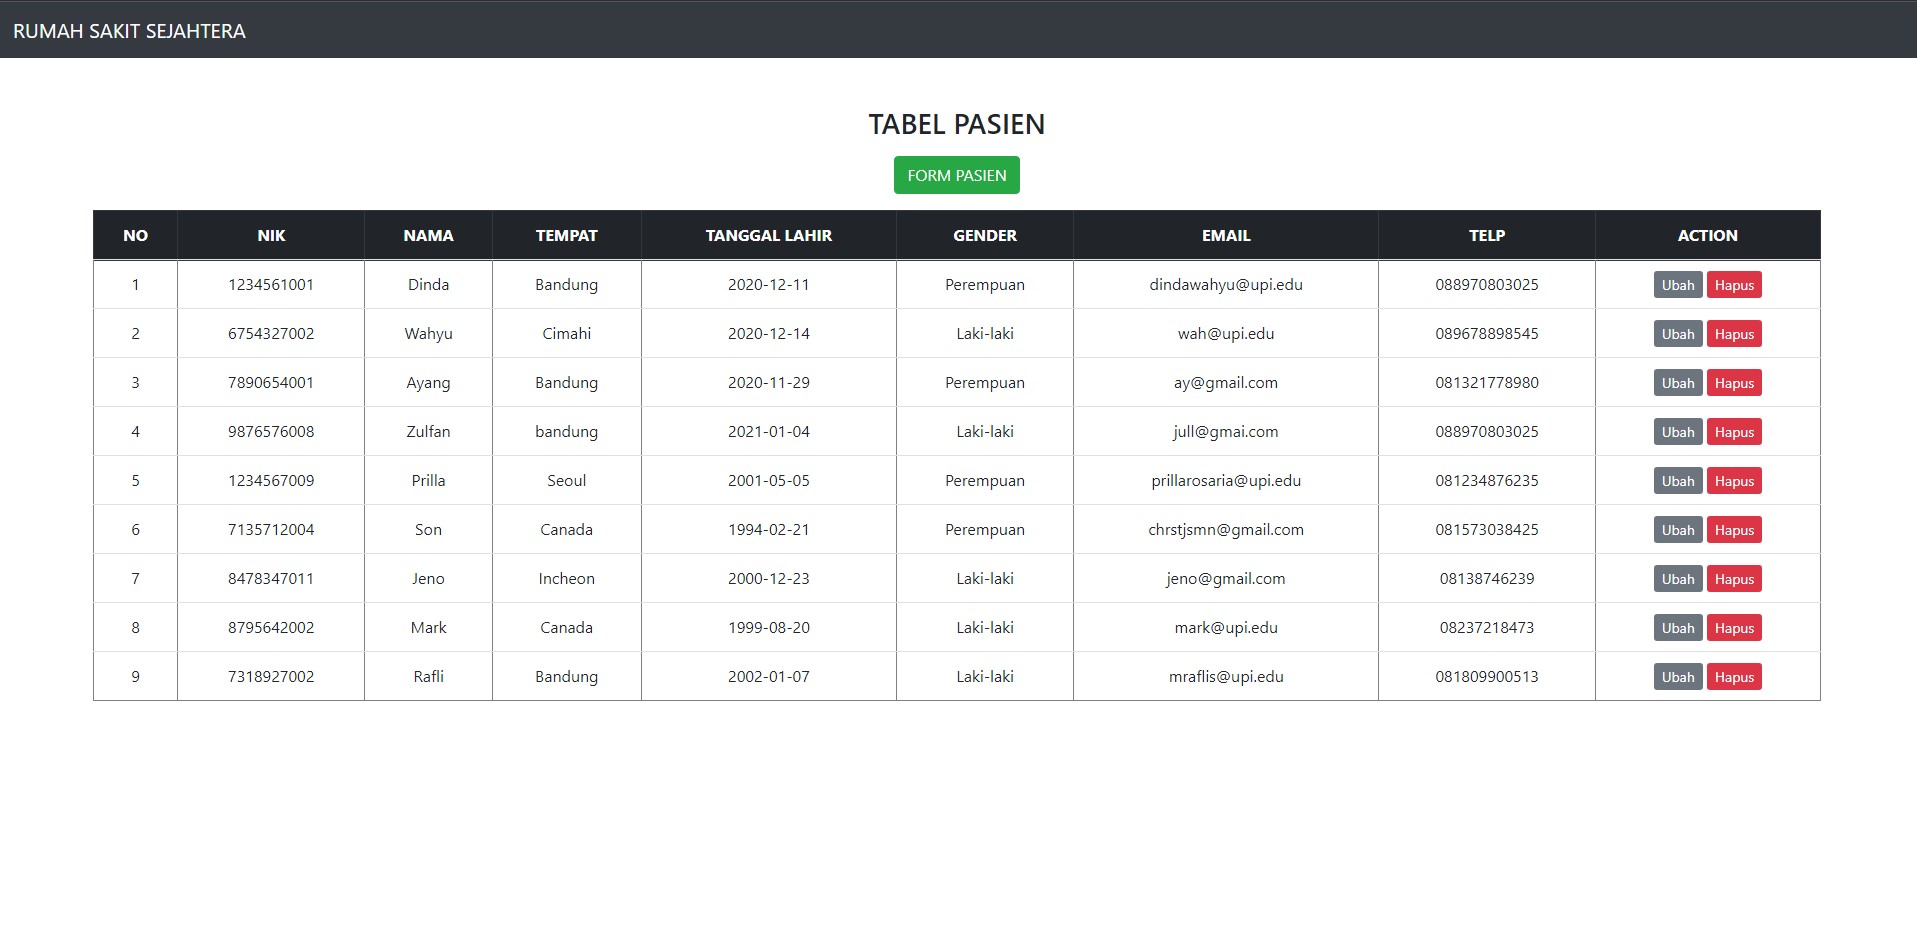 RUMAH SAKIT SEJAHTERA
TABEL PASIEN
FORM PASIEN
NO NIK NAMA TEMPAT TANGGAL LAHIR GENDER EMAIL TELP ACTION
1 1234561001 Dinda Bandung 2020-12-11 Perempuan dindawahyu@upi.edu 088970803025 Ubah Hapus
2 6754327002 Wahyu Cimahi 2020-12-14 Laki-laki wah@upi.edu 089678898545 Ubah Hapus
3 7890654001 Ayang Bandung 2020-11-29 Perempuan ay@gmail.com 081321778980 Ubah Hapus
4 9876576008 Zulfan bandung 2021-01-04 Laki-laki jull@gmai.com 088970803025 Ubah Hapus
5 1234567009 Prilla Seoul 2001-05-05 Perempuan prillarosaria@upi.edu 081234876235 Ubah Hapus
6 7135712004 Son Canada 1994-02-21 Perempuan chrstjsmn@gmail.com 081573038425 Ubah Hapus
7 8478347011 Jeno Incheon 2000-12-23 Laki-laki jeno@gmail.com 08138746239 Ubah Hapus
8 8795642002 Mark Canada 1999-08-20 Laki-laki mark@upi.edu 08237218473 Ubah Hapus
9 7318927002 Rafli Bandung 2002-01-07 Laki-laki mraflis@upi.edu 081809900513 Ubah Hapus